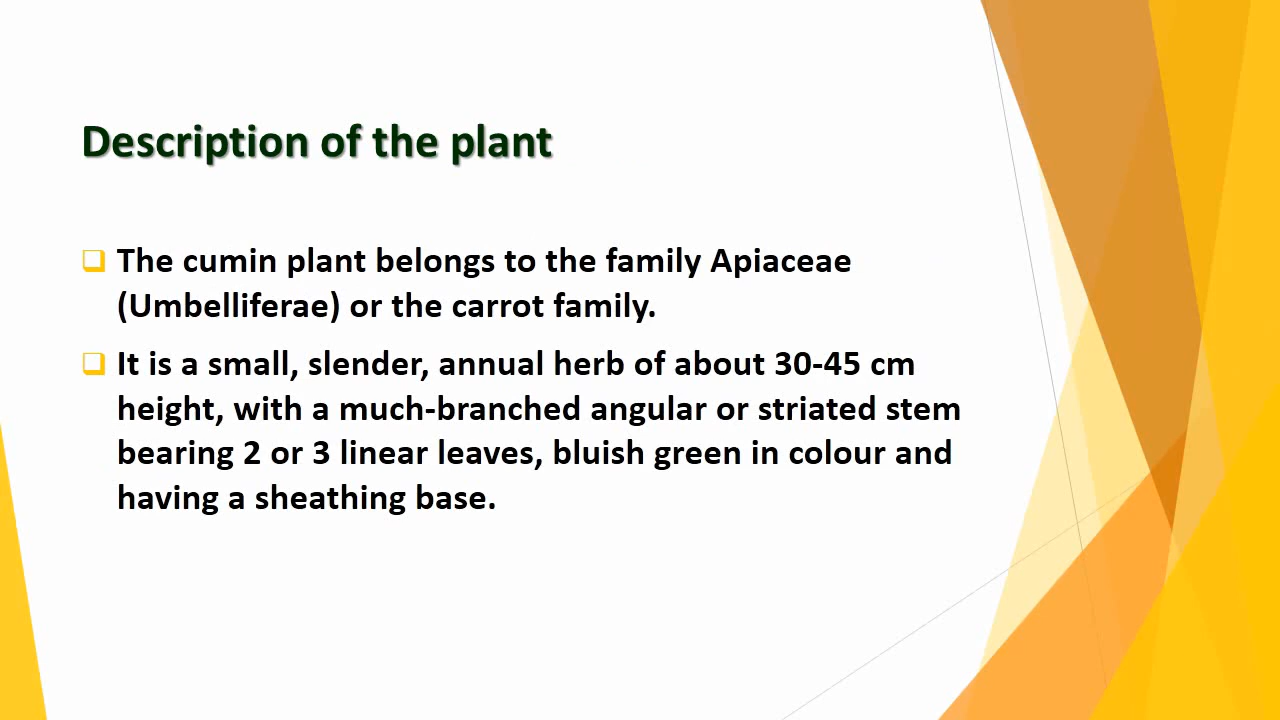 Description of the plant
The cumin plant belongs to the family Apiaceae
(Umbelliferae) or the carrot family.
It is a small, slender, annual herb of about 30-45 cm
height, with a much-branched angular or striated stem
bearing 2 or 3 linear leaves, bluish green in colour and
having a sheathing base.